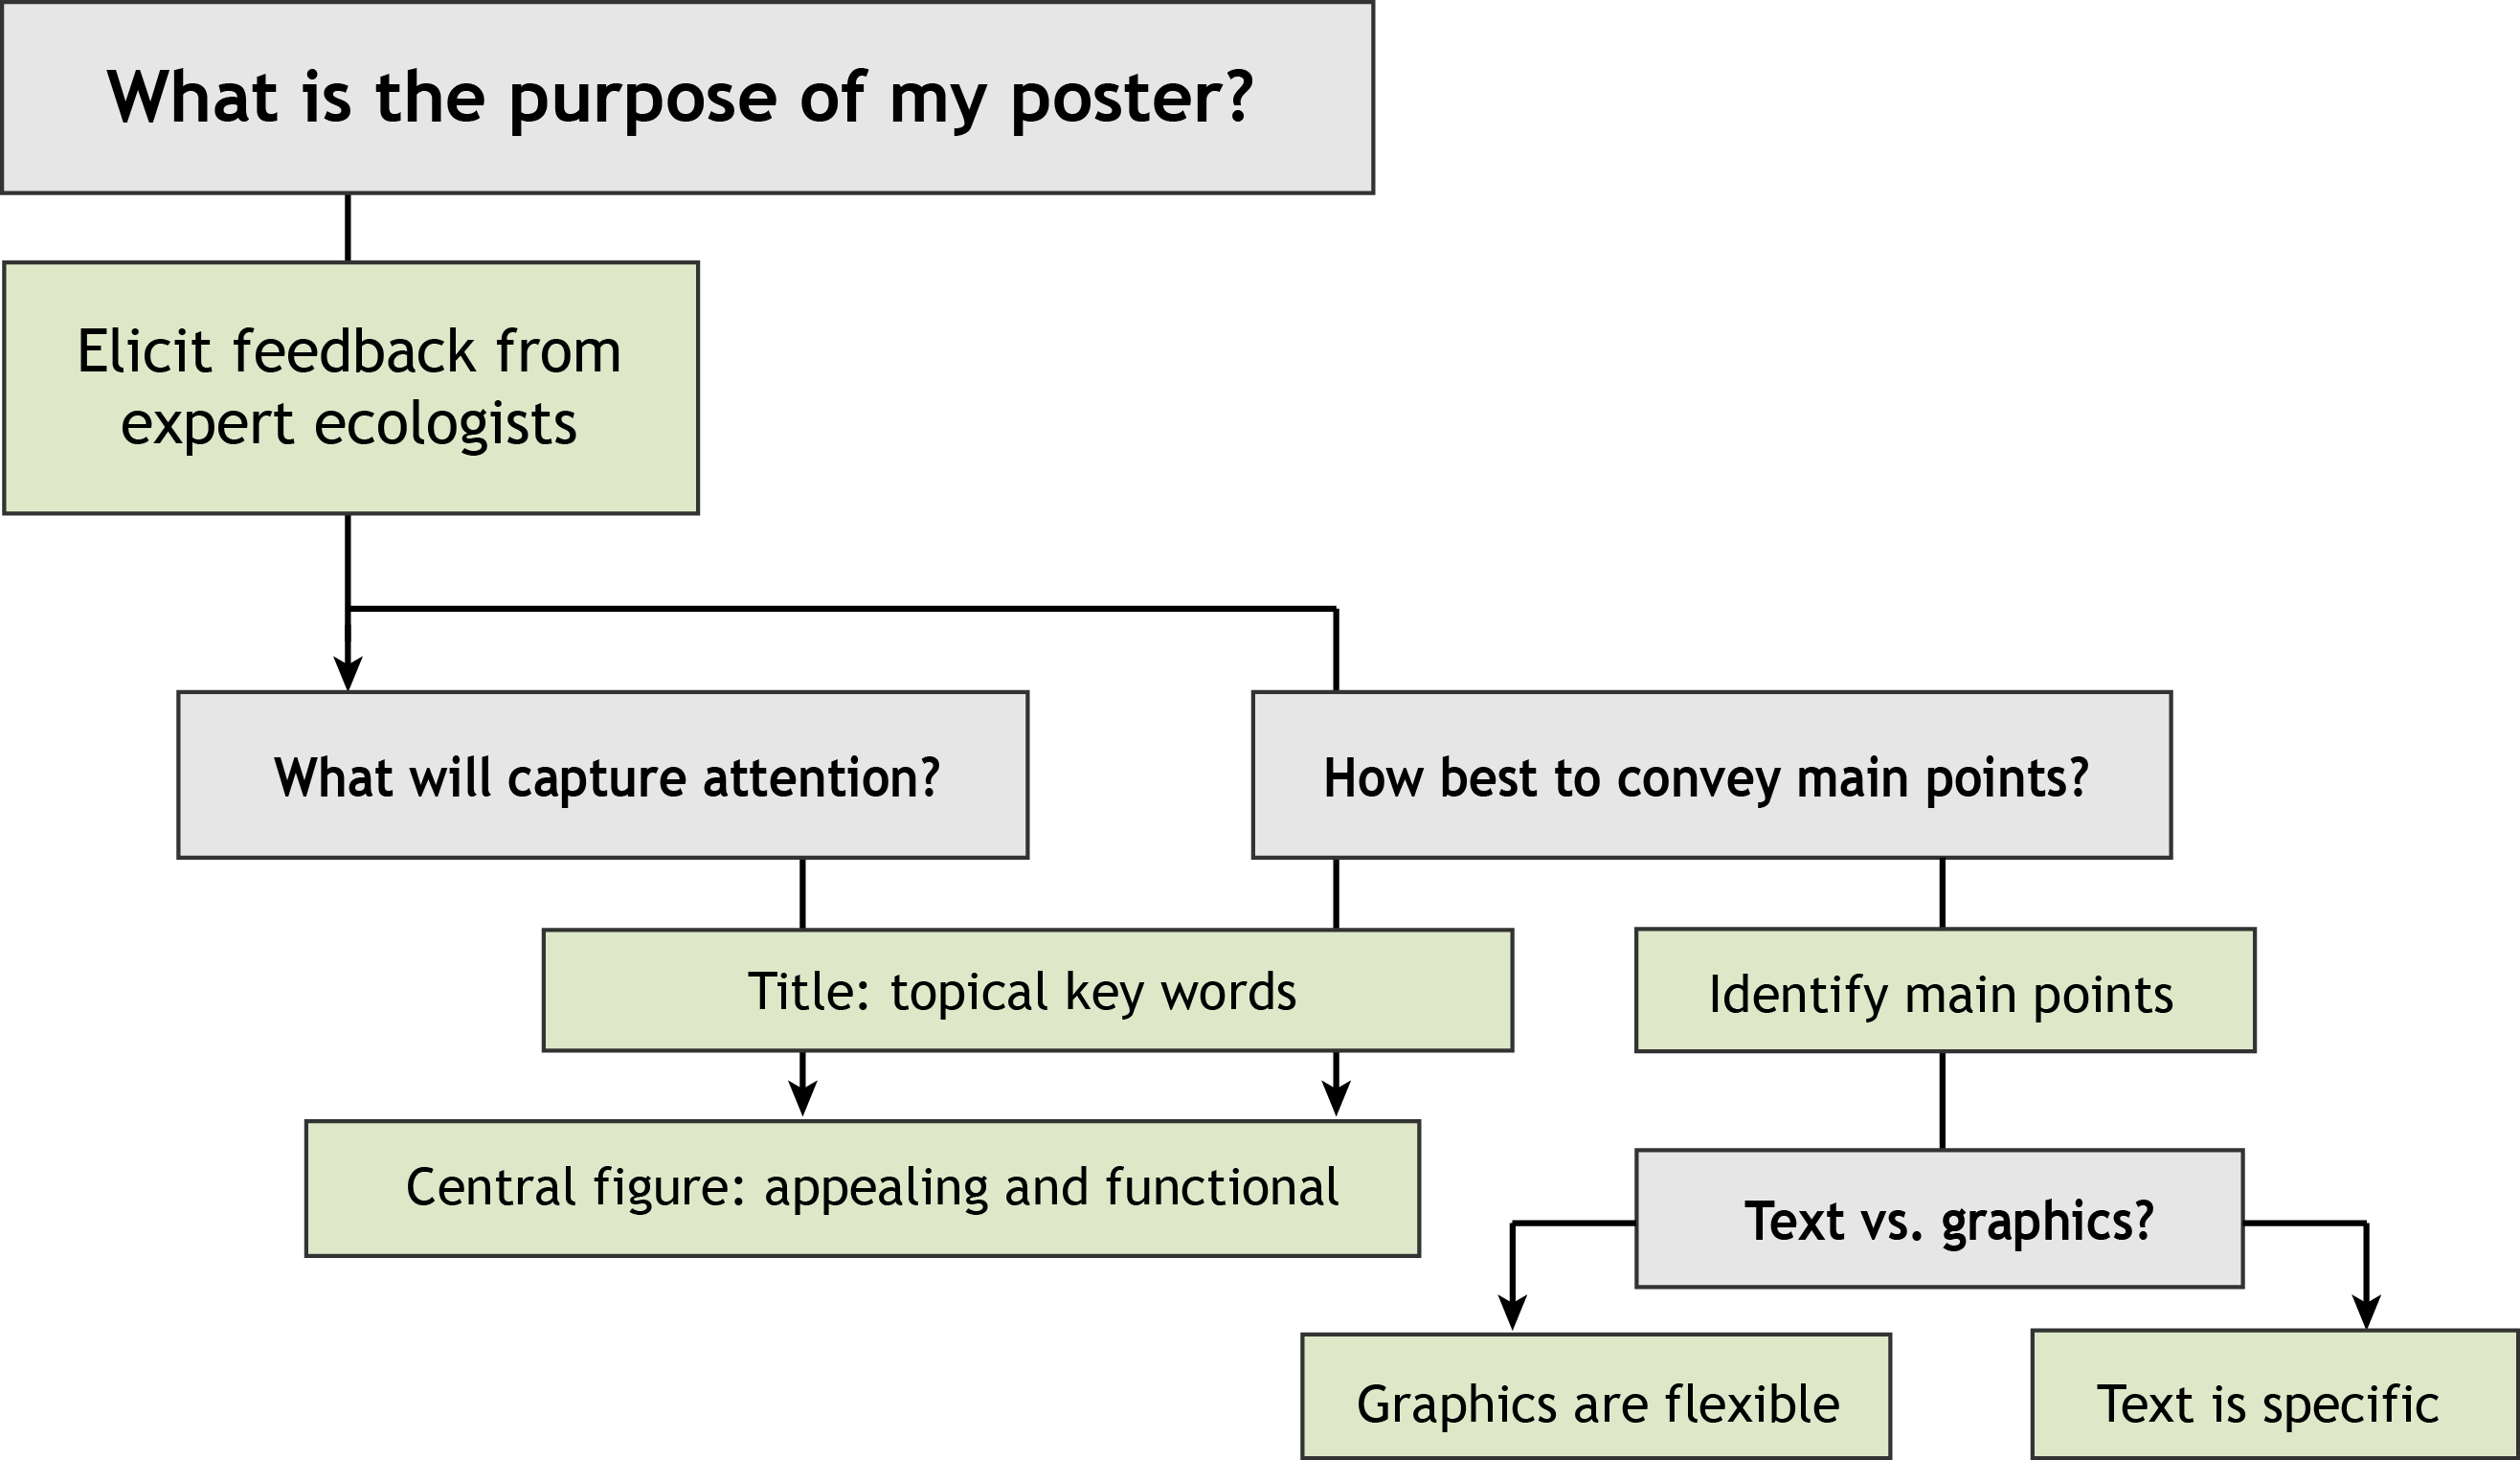 What is the purpose of my poster?
Elicit feedback from
expert ecologists
What will capture attention?
How best to convey main points?
Title: topical key words
Identify main points
Central figure: appealing and functional
Text vs. graphics?
Graphics are flexible
Text is specific